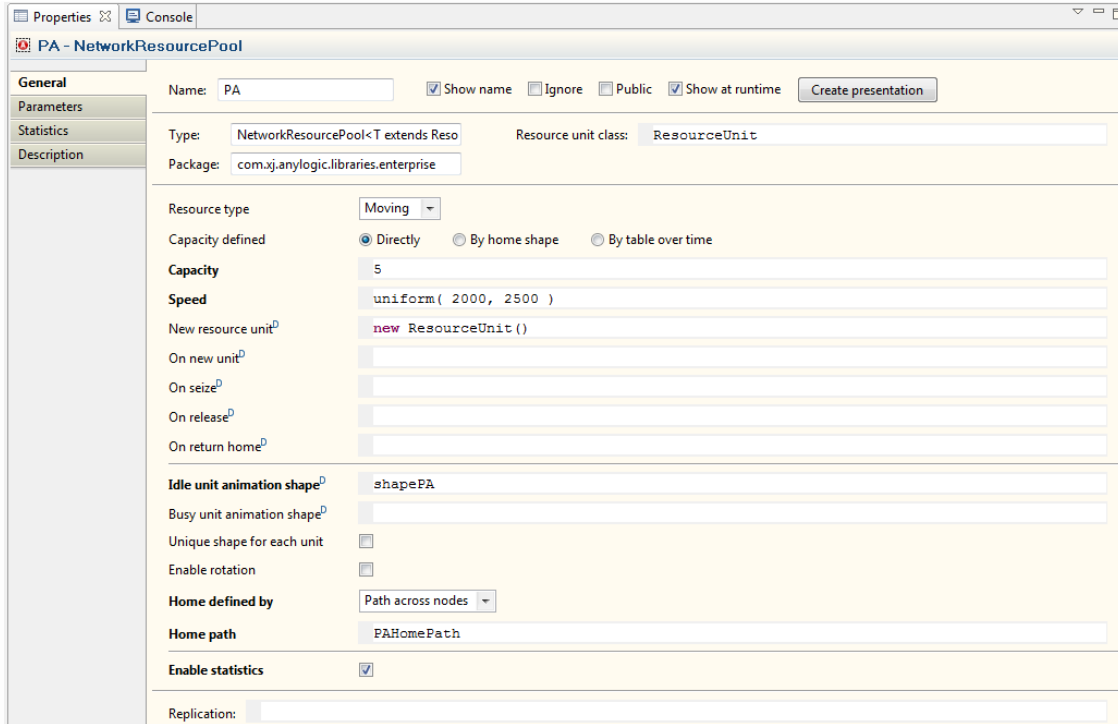 Properties Console
PA - NetworkResourcePool
General
Parameters
Statistics
Description
Name: PA Show name Ignore Public Show at runtime Create presentation
Type: NetworkResourcePool<T extends Reso Resource unit class: ResourceUnit
Package: com.xj.anylogic.libraries.enterprise
Resource type Moving
Capacity defined Directly By home shape By table over time
Capacity 5
Speed uniform( 2000, 2500 )
New resource unitD new ResourceUnit()
On new unitD
On seizeD
On releaseD
On return homeD
Idle unit animation shapeD shapePA
Busy unit animation shapeD
Unique shape for each unit
Enable rotation
Home defined by Path across nodes
Home path PAHomePath
Enable statistics
Replication: